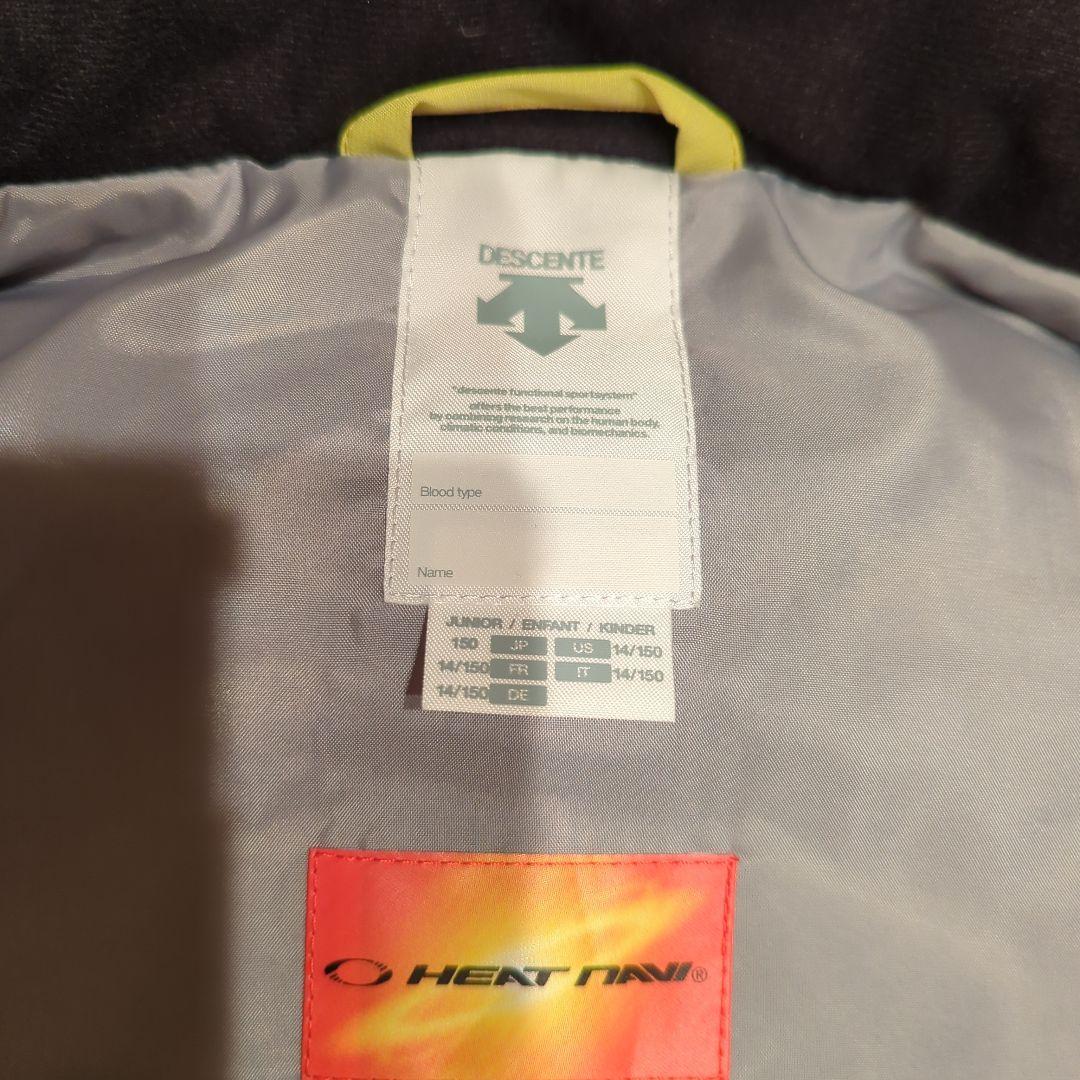 DESCENTE
"descente functional sportsystem"
offers the best performance
by combining research on the human body,
climatic conditions, and biomechanics.
Blood type
Name
JUNIOR / ENFANT / KINDER
150 JP US 14/150
14/150 FR IT 14/150
14/150 DE
HEAT NAVI®